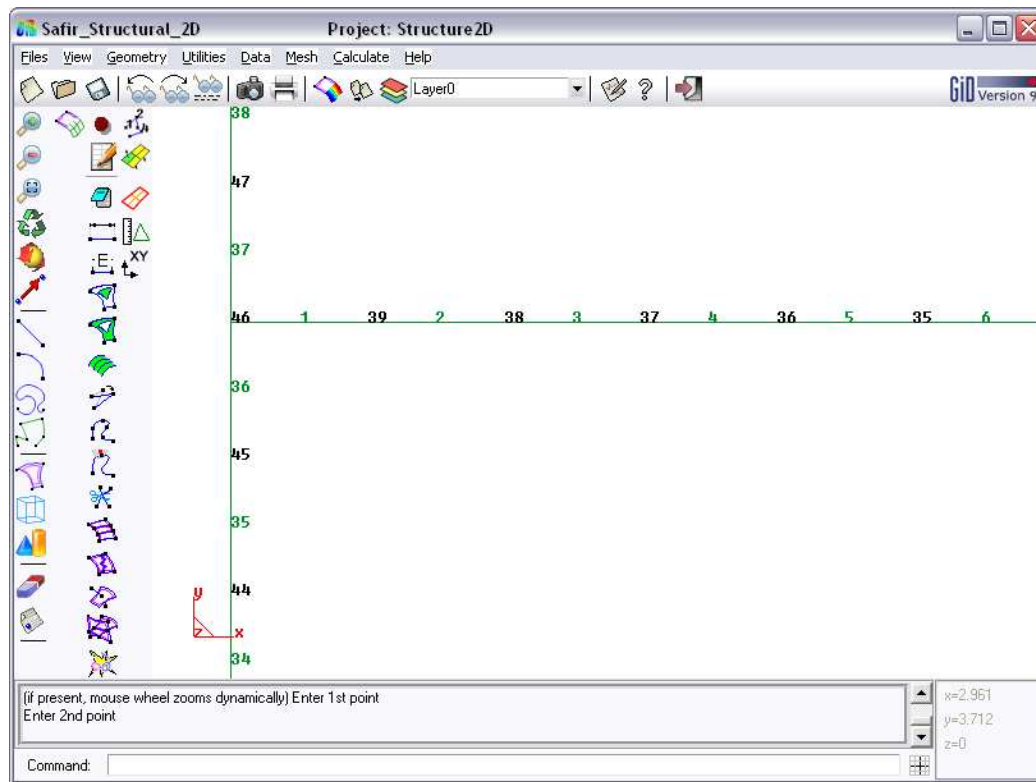 Safir_Structural_2D Project: Structure2D
Files View Geometry Utilities Data Mesh Calculate Help
Layer0
GiD Version 9
38
47
37
46 1 39 2 38 3 37 4 36 5 35 6
36
45
35
y 44
z x
34
E XY
(if present, mouse wheel zooms dynamically) Enter 1st point
Enter 2nd point
x=2.961
y=3.712
z=0
Command: